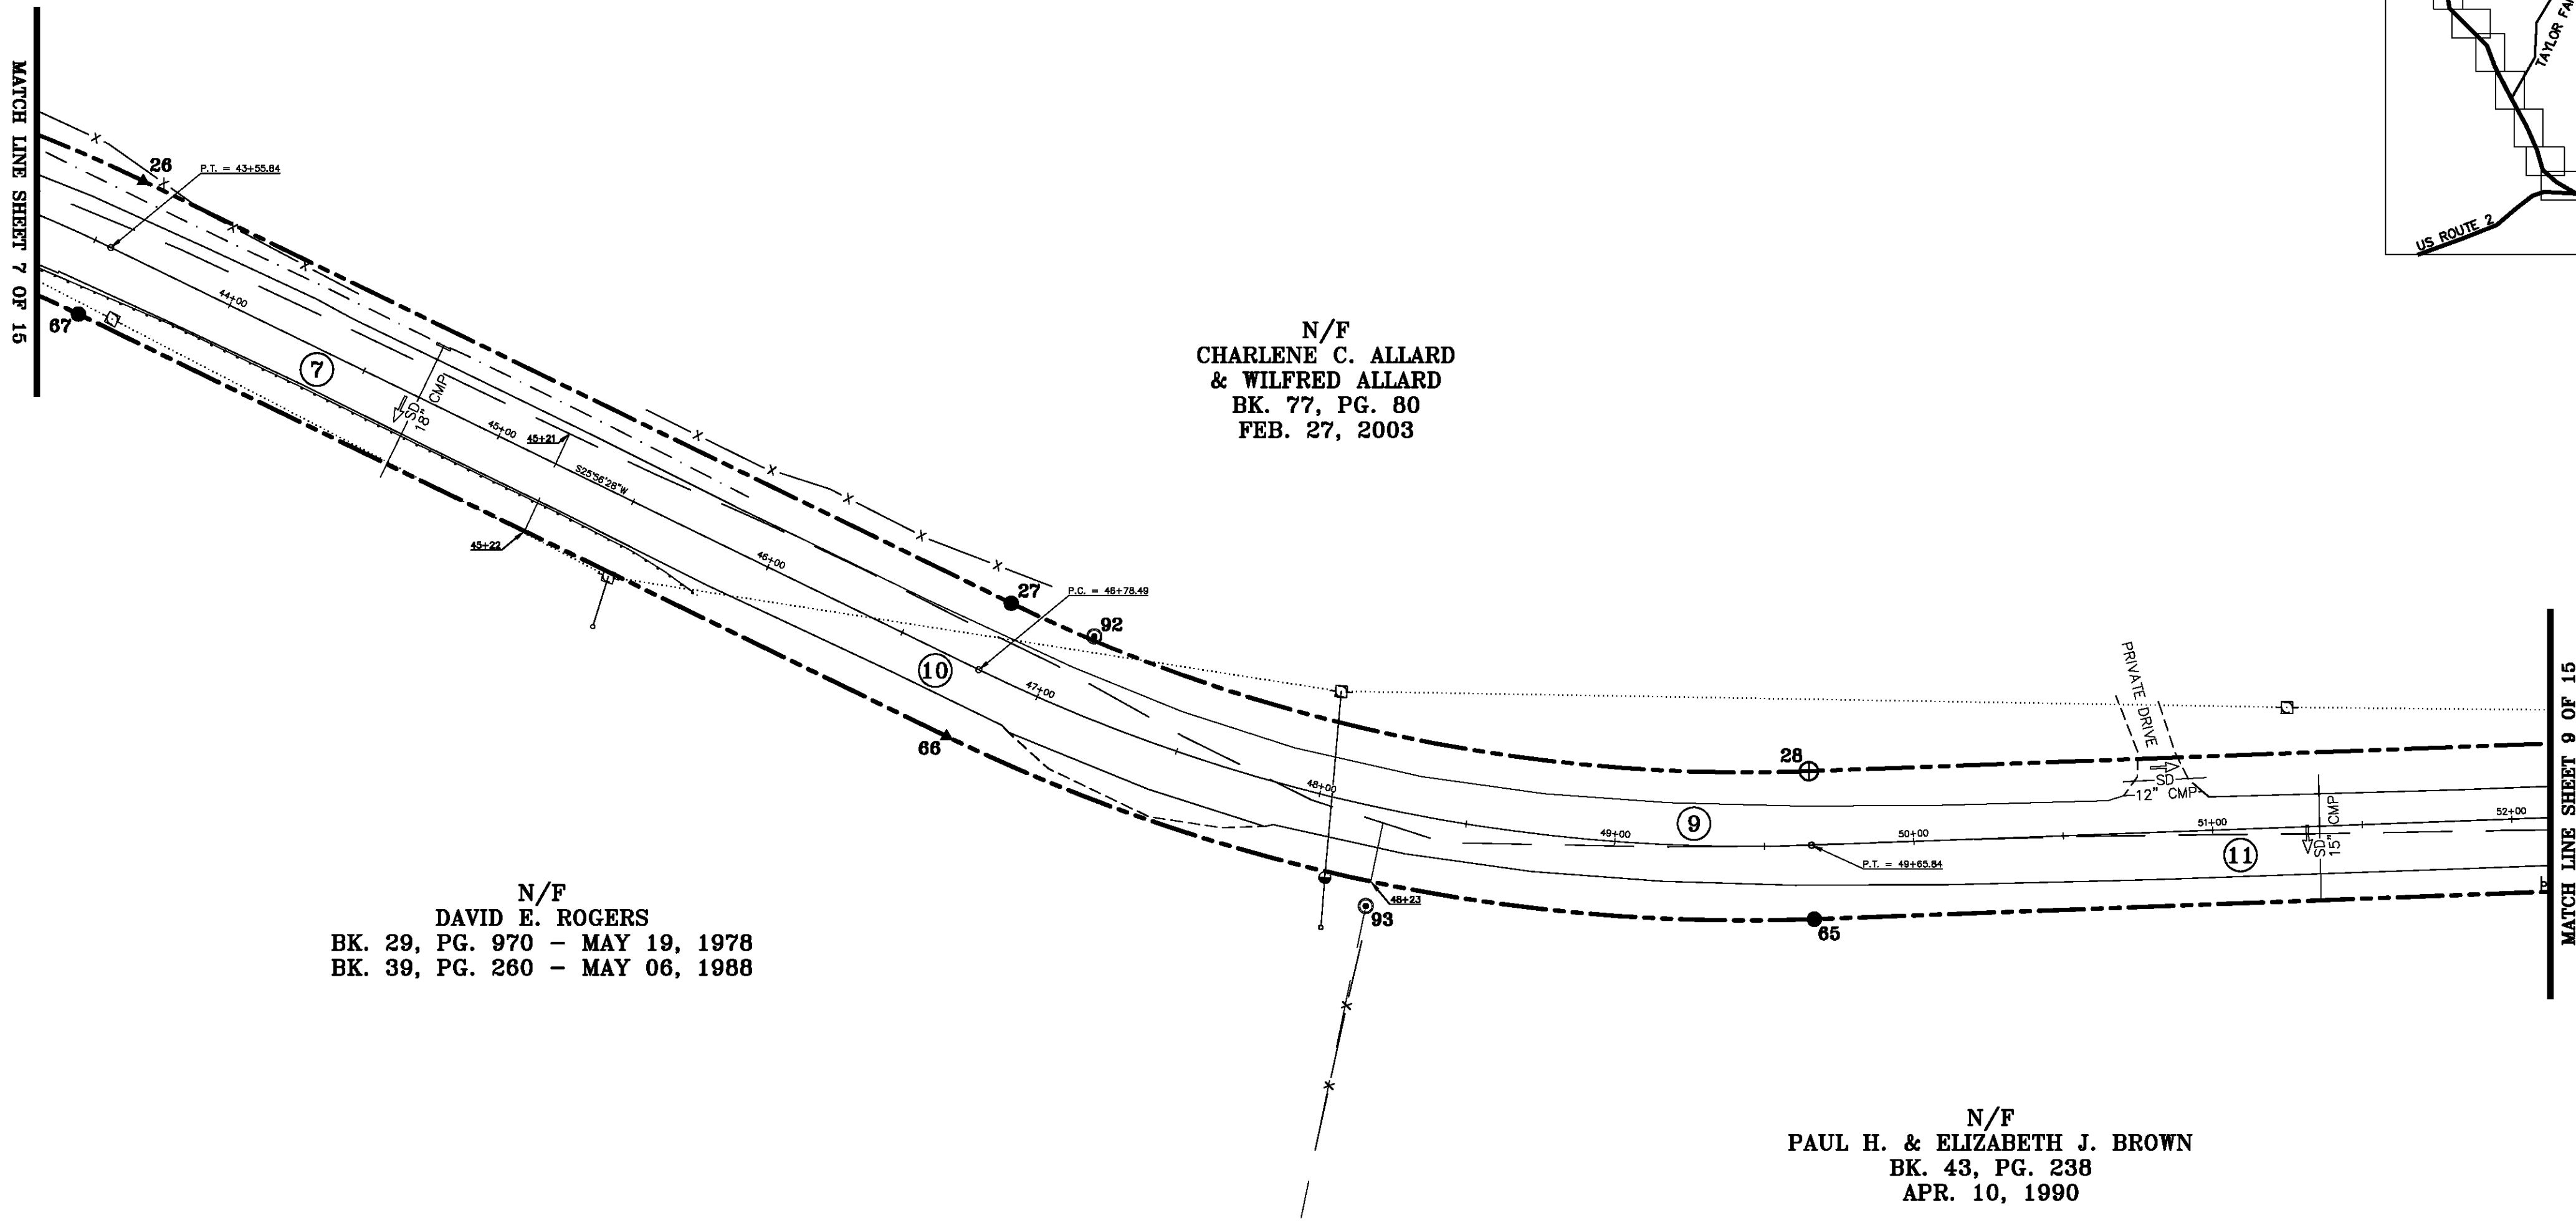 MATCH LINE SHEET 7 OF 15
26
P.T. = 43+55.84
67
44+00
7
SD
18" CMP
45+00
45+21
S25°56'28"W
45+22
46+00
N/F
CHARLENE C. ALLARD
& WILFRED ALLARD
BK. 77, PG. 80
FEB. 27, 2003
27
92
P.C. = 46+78.49
10
47+00
66
48+00
48+23
93
28
9
49+00
50+00
P.T. = 49+65.84
65
PRIVATE DRIVE
SD
12" CMP
51+00
11
SD
15" CMP
52+00
MATCH LINE SHEET 9 OF 15
N/F
DAVID E. ROGERS
BK. 29, PG. 970 - MAY 19, 1978
BK. 39, PG. 260 - MAY 06, 1988
N/F
PAUL H. & ELIZABETH J. BROWN
BK. 43, PG. 238
APR. 10, 1990
TAYLOR
US ROUTE 2